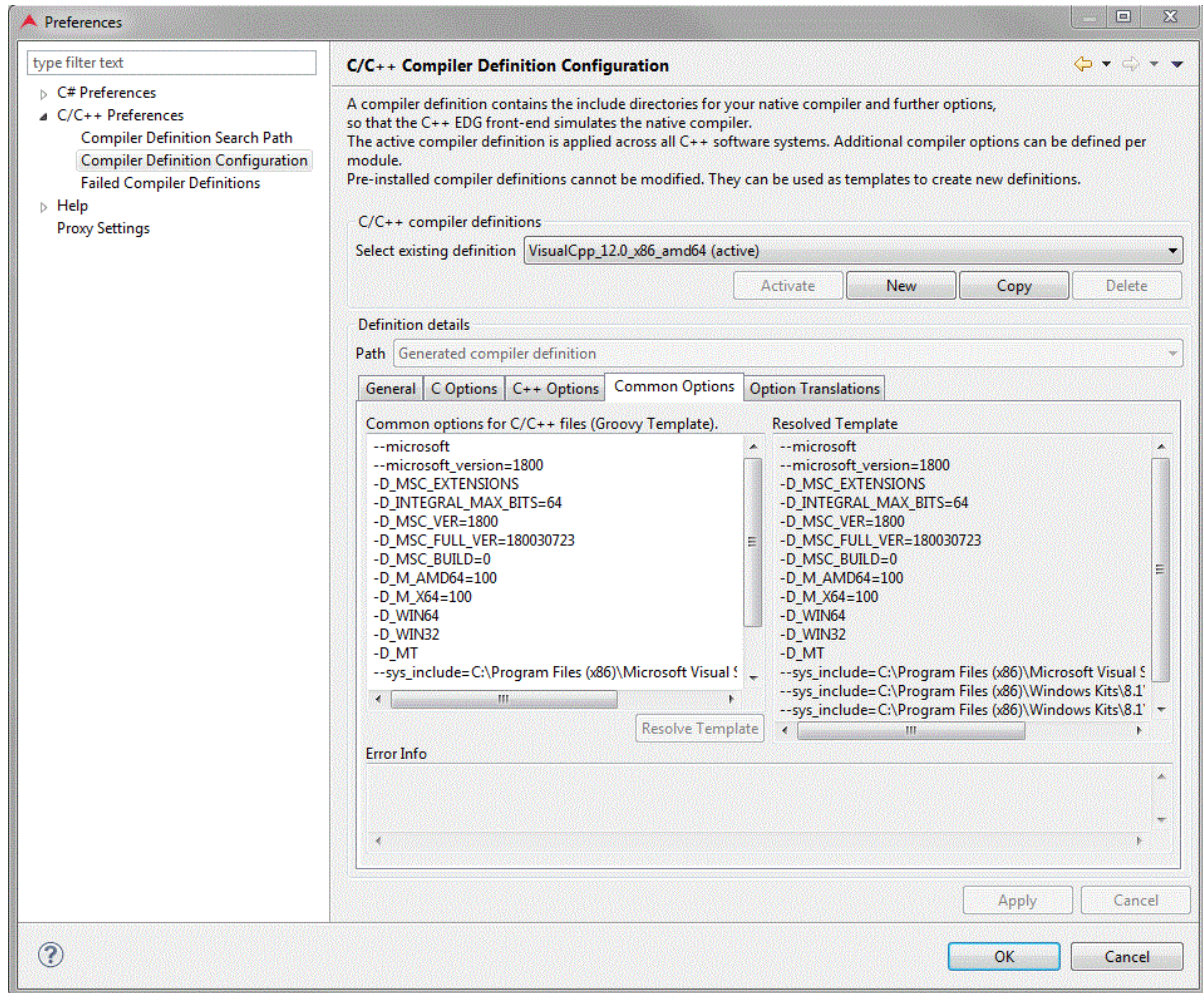 Preferences
type filter text
C# Preferences
C/C++ Preferences
Compiler Definition Search Path
Compiler Definition Configuration
Failed Compiler Definitions
Help
Proxy Settings
C/C++ Compiler Definition Configuration
A compiler definition contains the include directories for your native compiler and further options,
so that the C++ EDG front-end simulates the native compiler.
The active compiler definition is applied across all C++ software systems. Additional compiler options can be defined per
module.
Pre-installed compiler definitions cannot be modified. They can be used as templates to create new definitions.
C/C++ compiler definitions
Select existing definition VisualCpp_12.0_x86_amd64 (active)
Activate New Copy Delete
Definition details
Path Generated compiler definition
General C Options C++ Options Common Options Option Translations
Common options for C/C++ files (Groovy Template).
--microsoft
--microsoft_version=1800
-D_MSC_EXTENSIONS
-D_INTEGRAL_MAX_BITS=64
-D_MSC_VER=1800
-D_MSC_FULL_VER=180030723
-D_MSC_BUILD=0
-D_M_AMD64=100
-D_M_X64=100
-D_WIN64
-D_WIN32
-D_MT
--sys_include=C:\Program Files (x86)\Microsoft Visual S
Resolve Template
Resolved Template
--microsoft
--microsoft_version=1800
-D_MSC_EXTENSIONS
-D_INTEGRAL_MAX_BITS=64
-D_MSC_VER=1800
-D_MSC_FULL_VER=180030723
-D_MSC_BUILD=0
-D_M_AMD64=100
-D_M_X64=100
-D_WIN64
-D_WIN32
-D_MT
--sys_include=C:\Program Files (x86)\Microsoft Visual S
--sys_include=C:\Program Files (x86)\Windows Kits\8.1\
--sys_include=C:\Program Files (x86)\Windows Kits\8.1\
Error Info
Apply Cancel
?
OK Cancel